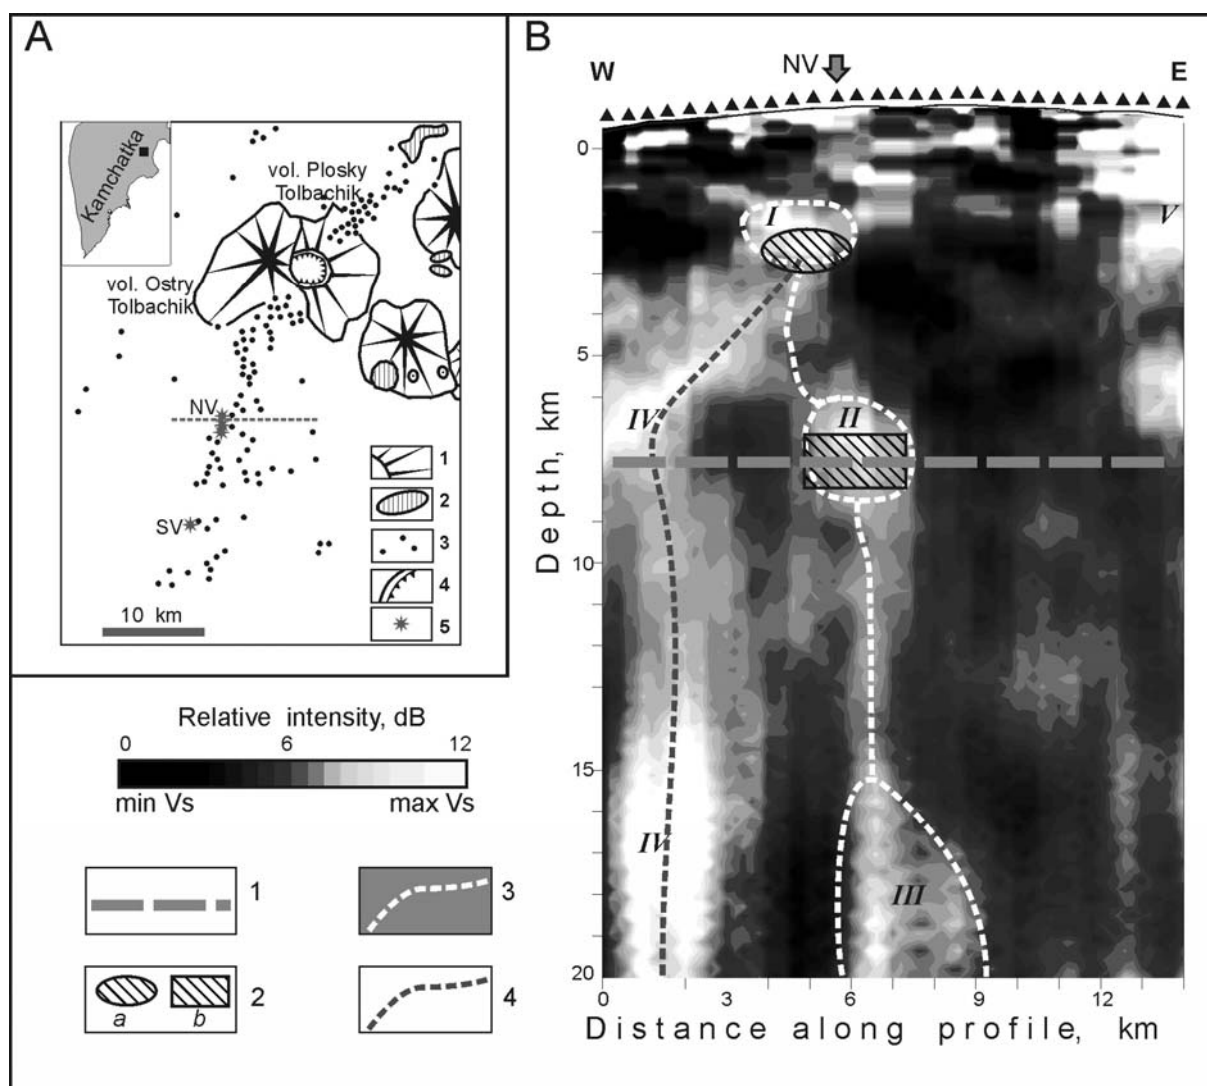 A
Kamchatka
vol. Plosky
Tolbachik
vol. Ostry
Tolbachik
NV
SV
10 km
1
2
3
4
5
Relative intensity, dB
0 6 12
min Vs max Vs
1
3
a b 2
4
B
NV
W E
0
5
10
15
20
Depth, km
I
V
II
IV
IV
III
0 3 6 9 12
Distance along profile, km